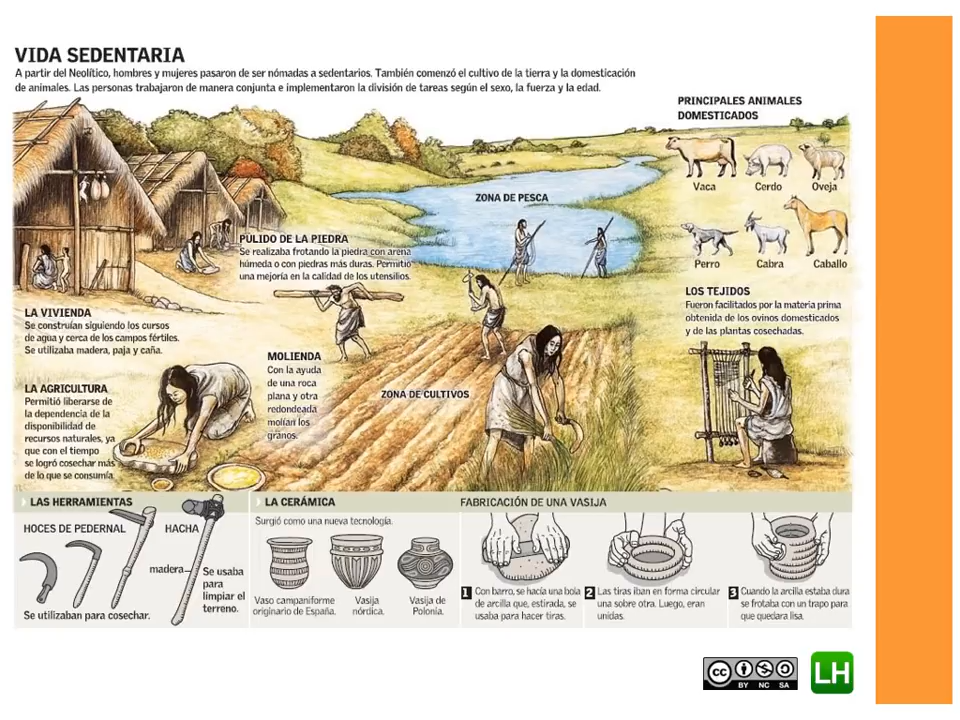 VIDA SEDENTARIA
A partir del Neolítico, hombres y mujeres pasaron de ser nómadas a sedentarios. También comenzó el cultivo de la tierra y la domesticación
de animales. Las personas trabajaron de manera conjunta e implementaron la división de tareas según el sexo, la fuerza y la edad.
PRINCIPALES ANIMALES
DOMESTICADOS
Vaca
Cerdo
Oveja
Perro
Cabra
Caballo
ZONA DE PESCA
PULIDO DE LA PIEDRA
Se realizaba frotando la piedra con arena
húmeda o con piedras más duras. Permitió
una mejoría en la calidad de los utensilios.
LOS TEJIDOS
Fueron facilitados por la materia prima
obtenida de los ovinos domesticados
y de las plantas cosechadas.
LA VIVIENDA
Se construían siguiendo los cursos
de agua y cerca de los campos fértiles.
Se utilizaba madera, paja y caña.
MOLIENDA
Con la ayuda
de una roca
plana y otra
redondeada
molían los
granos.
ZONA DE CULTIVOS
LA AGRICULTURA
Permitió liberarse de
la dependencia de la
disponibilidad de
recursos naturales, ya
que con el tiempo
se logró cosechar más
de lo que se consumía
LAS HERRAMIENTAS
HOCES DE PEDERNAL
HACHA
madera
Se usaba
para
limpiar el
terreno.
Se utilizaban para cosechar.
LA CERÁMICA
Surgió como una nueva tecnología.
Vaso campaniforme
originario de España.
Vasija
nórdica.
Vasija de
Polonia.
FABRICACIÓN DE UNA VASIJA
1 Con barro, se hacía una bola
de arcilla que, estirada, se
usaba para hacer tiras.
2 Las tiras iban en forma circular
una sobre otra. Luego, eran
unidas.
3 Cuando la arcilla estaba dura
se frotaba con un trapo para
que quedara lisa.
cc
BY NC SA
LH